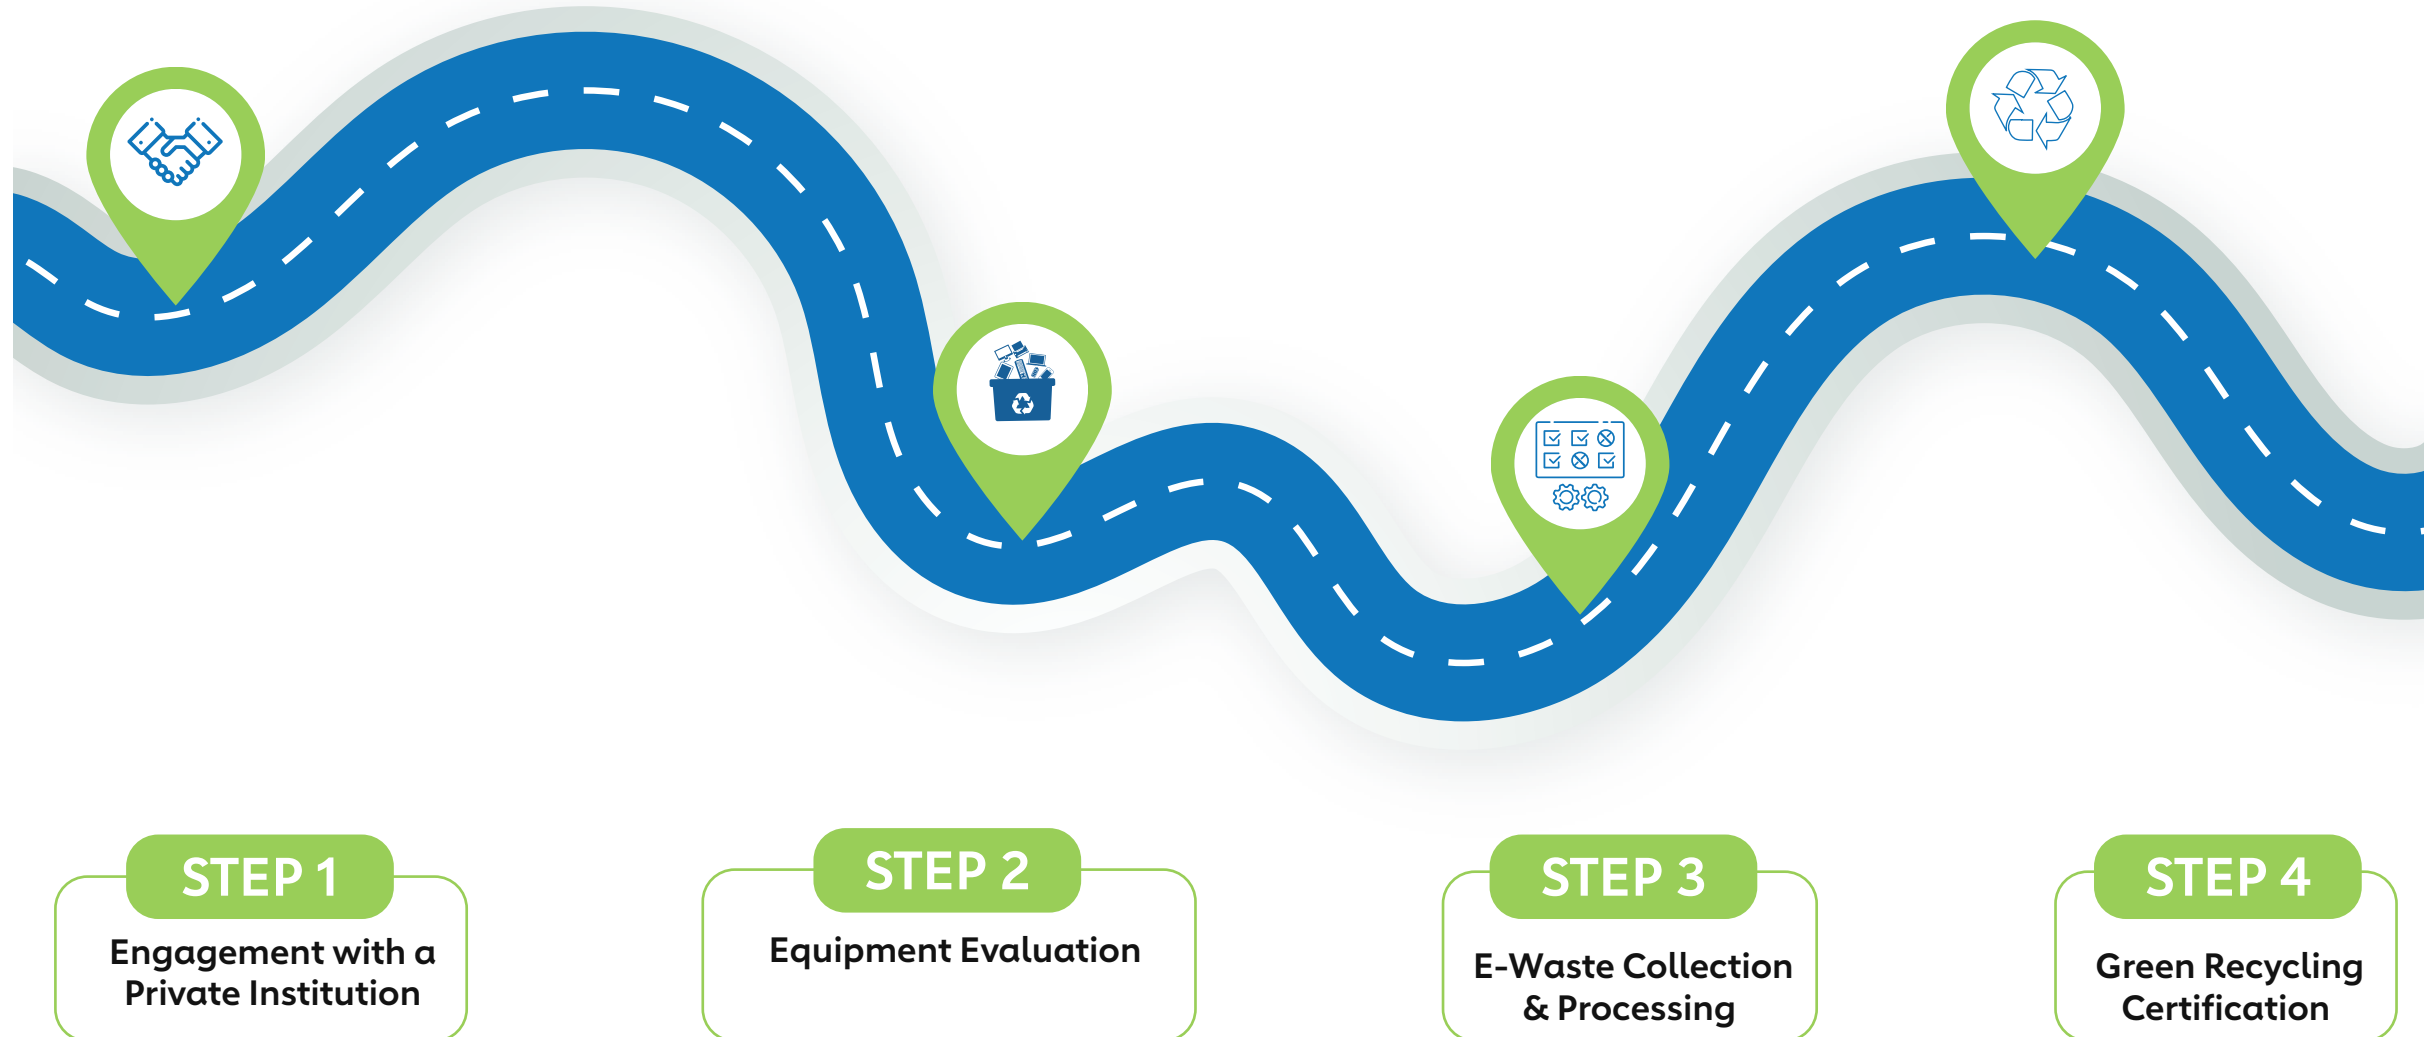 STEP 1
Engagement with a
Private Institution
STEP 2
Equipment Evaluation
STEP 3
E-Waste Collection
& Processing
STEP 4
Green Recycling
Certification